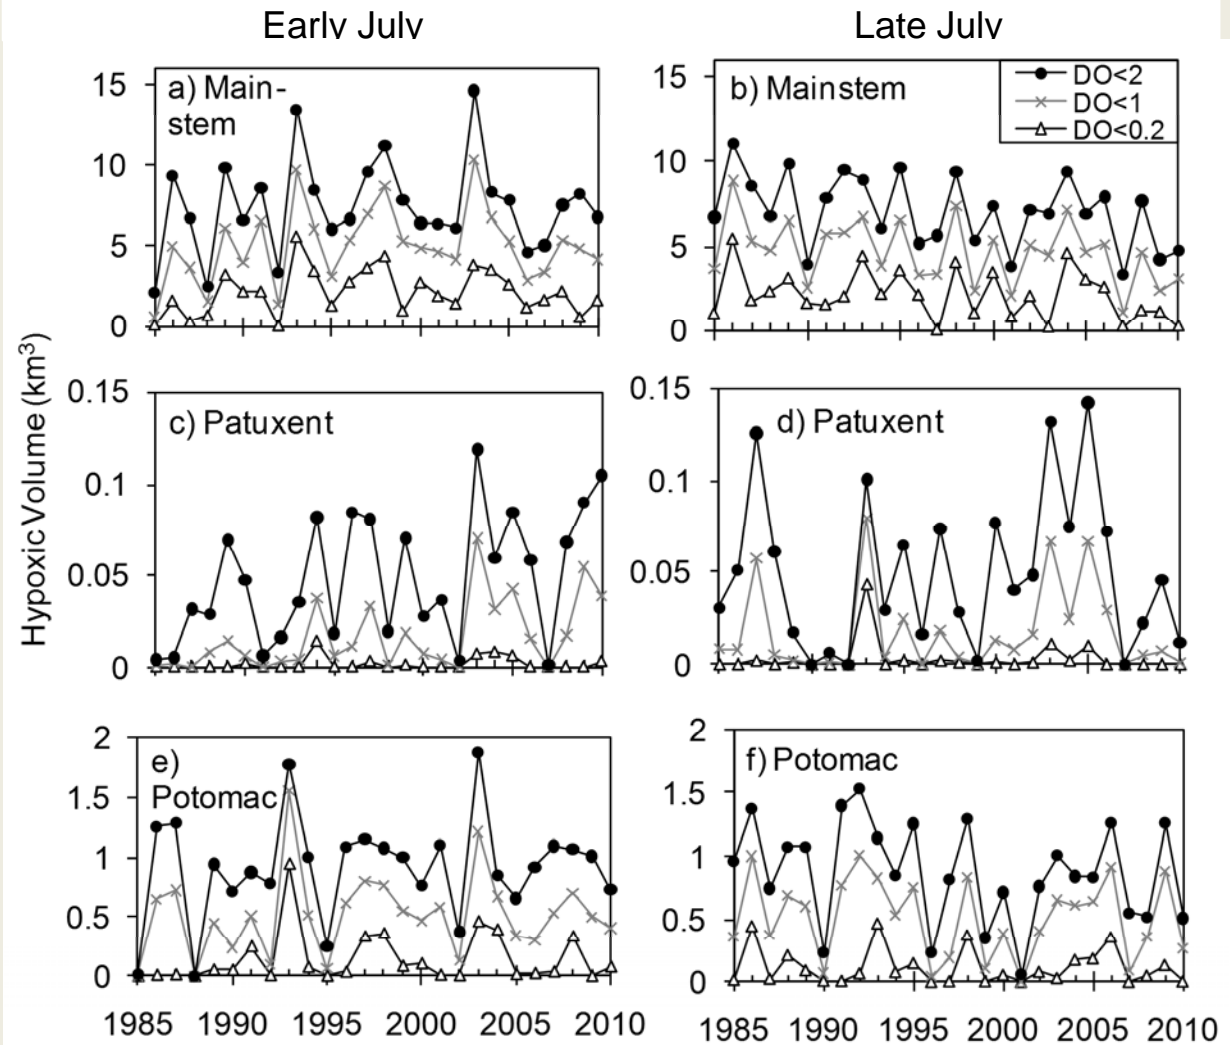 Early July
Late July
Hypoxic Volume (km³)
a) Main-
stem
15
10
5
0
b) Mainstem
DO<2
DO<1
DO<0.2
15
10
5
0
c) Patuxent
0.15
0.1
0.05
0
d) Patuxent
0.15
0.1
0.05
0
e)
Potomac
2
1.5
1
0.5
0
1985 1990 1995 2000 2005 2010
f) Potomac
2
1.5
1
0.5
0
1985 1990 1995 2000 2005 2010